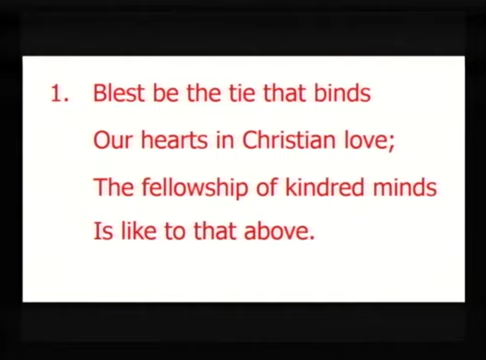 1. Blest be the tie that binds
Our hearts in Christian love;
The fellowship of kindred minds
Is like to that above.